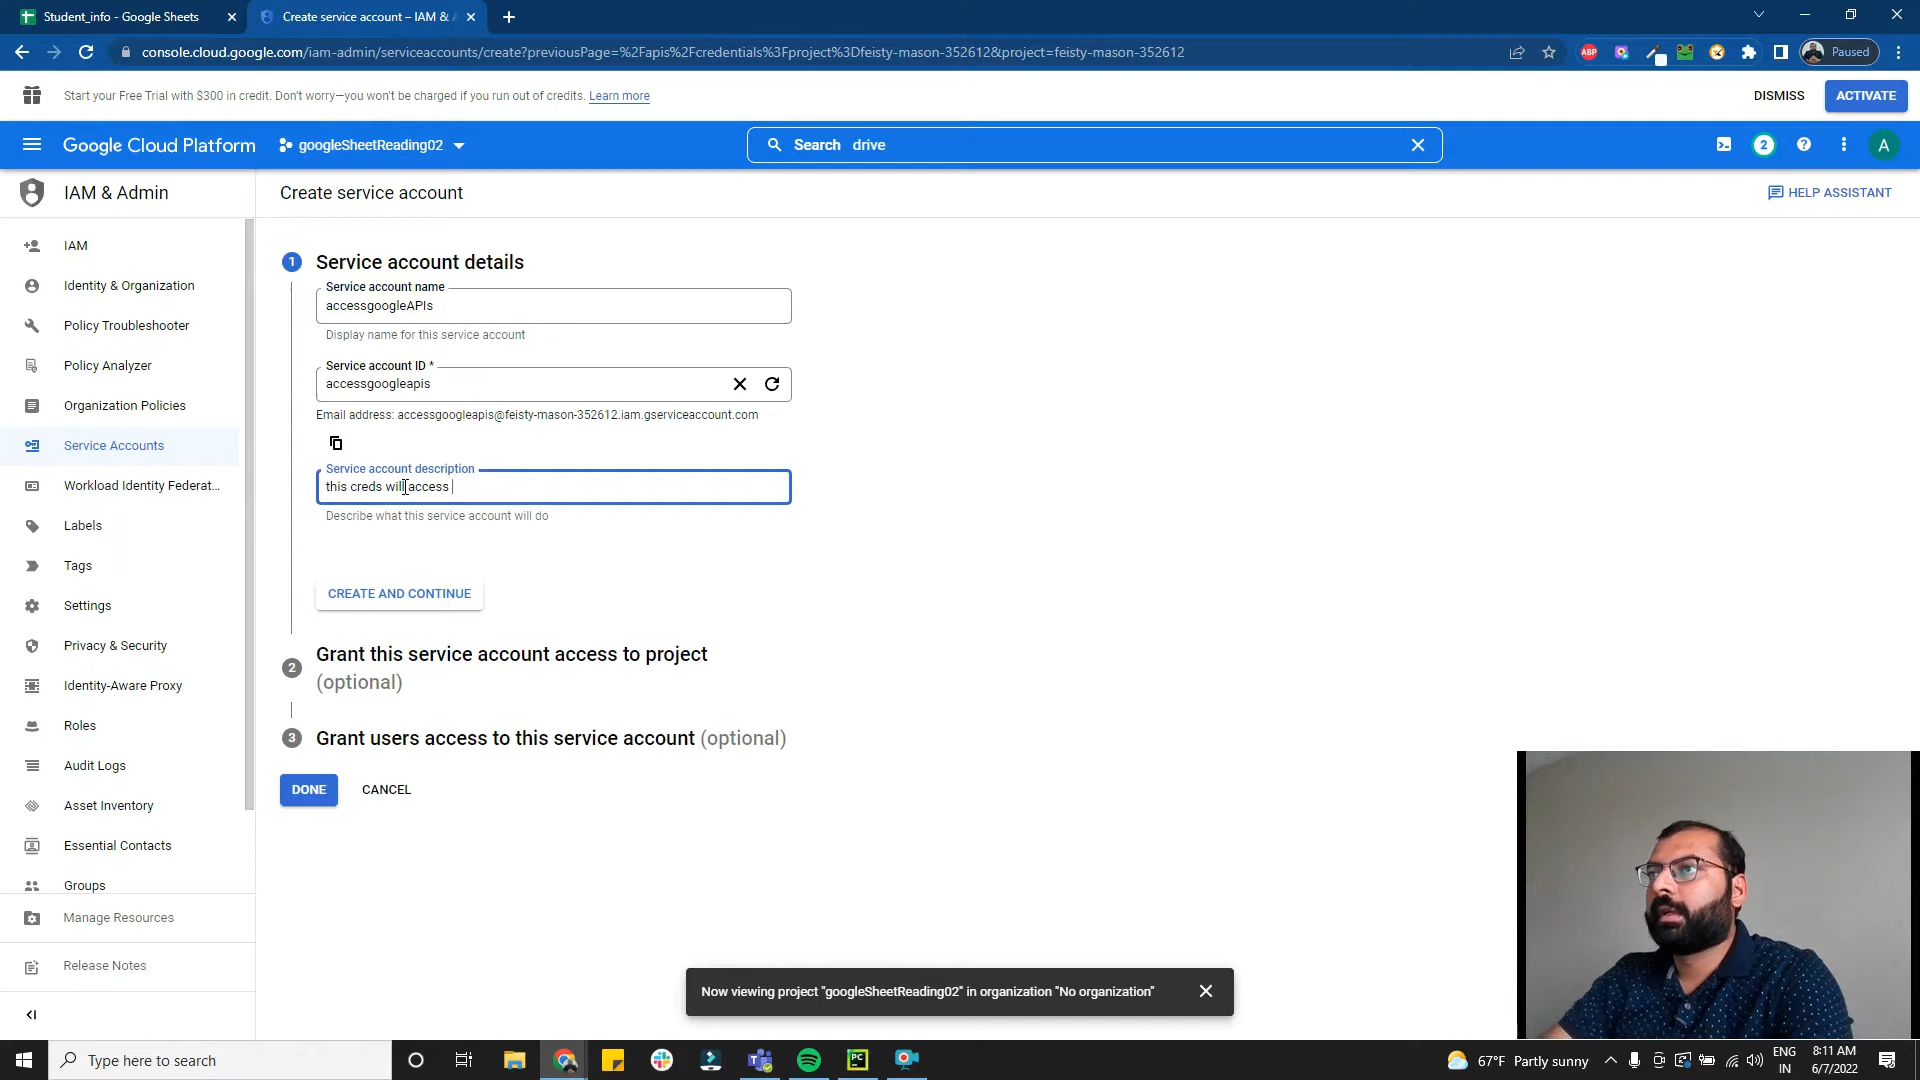 Student_info - Google Sheets
Create service account – IAM & A
console.cloud.google.com/iam-admin/serviceaccounts/create?previousPage=%2Fapis%2Fcredentials%3Fproject%3Dfeisty-mason-352612&project=feisty-mason-352612
ABP
Paused
Start your Free Trial with $300 in credit. Don't worry—you won't be charged if you run out of credits. Learn more
DISMISS
ACTIVATE
Google Cloud Platform
googleSheetReading02
Search drive
2
A
IAM & Admin
Create service account
HELP ASSISTANT
IAM
Identity & Organization
Policy Troubleshooter
Policy Analyzer
Organization Policies
Service Accounts
Workload Identity Federat...
Labels
Tags
Settings
Privacy & Security
Identity-Aware Proxy
Roles
Audit Logs
Asset Inventory
Essential Contacts
Groups
Manage Resources
Release Notes
1
Service account details
Service account name
accessgoogleAPIs
Display name for this service account
Service account ID *
accessgoogleapis
Email address: accessgoogleapis@feisty-mason-352612.iam.gserviceaccount.com
Service account description
this creds will access
Describe what this service account will do
CREATE AND CONTINUE
2
Grant this service account access to project
(optional)
3
Grant users access to this service account (optional)
DONE
CANCEL
Now viewing project "googleSheetReading02" in organization "No organization"
Type here to search
PC
67°F Partly sunny
ENG
IN
8:11 AM
6/7/2022